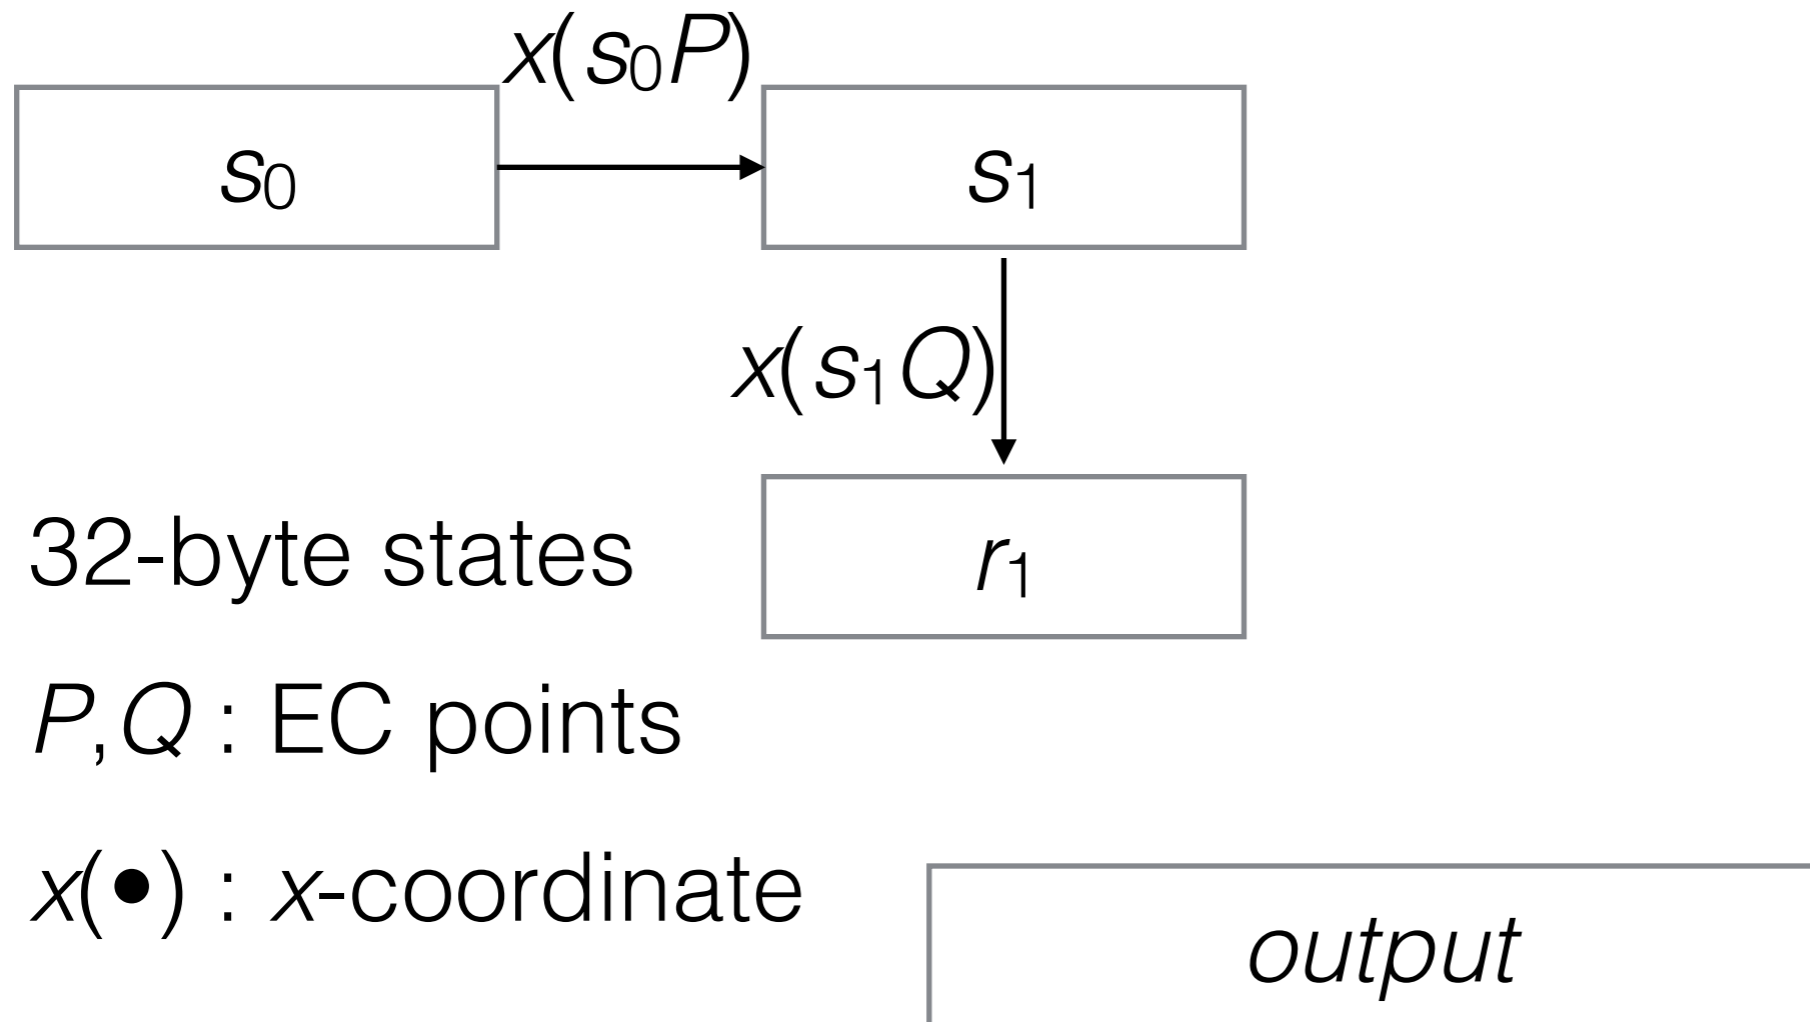 x(s₀P)
s₀
s₁
x(s₁Q)
32-byte states
r₁
P,Q : EC points
x(•) : x-coordinate
output